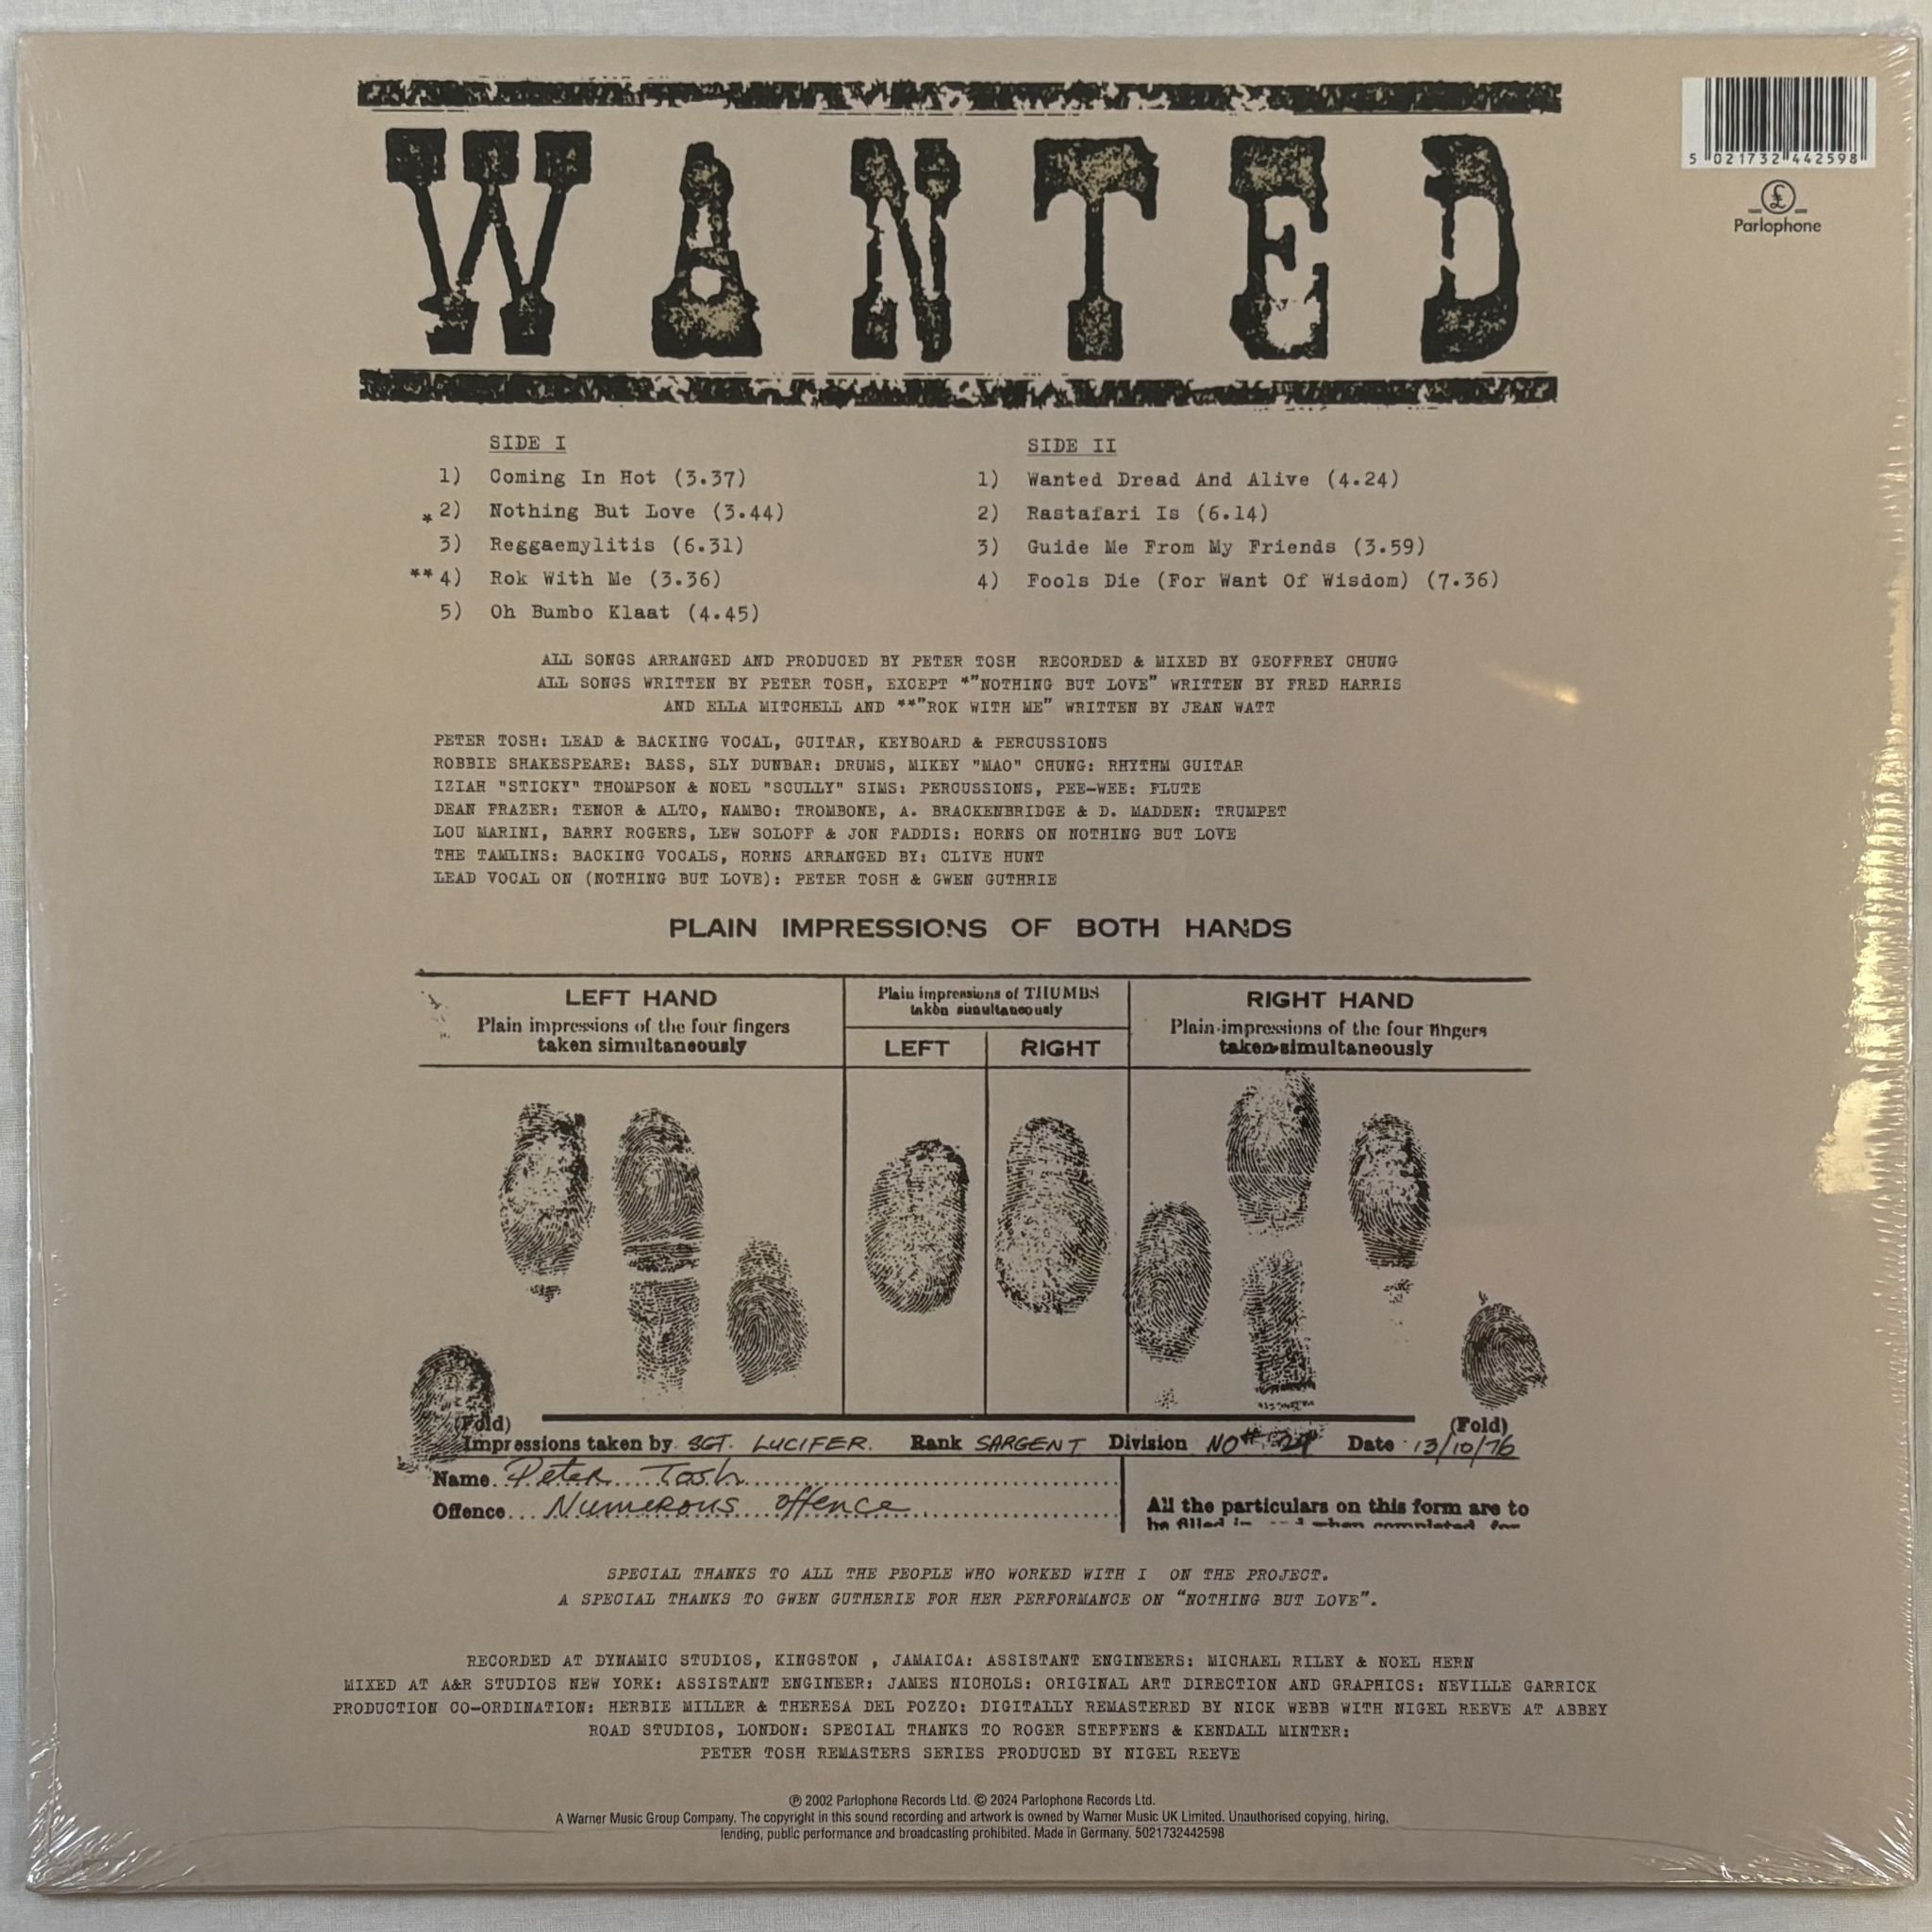 WANTED
5 021732 442598
£
Parlophone
SIDE I
1) Coming In Hot (3.37)
*2) Nothing But Love (3.44)
3) Reggaemylitis (6.31)
**4) Rok With Me (3.36)
5) Oh Bumbo Klaat (4.45)
SIDE II
1) Wanted Dread And Alive (4.24)
2) Rastafari Is (6.14)
3) Guide Me From My Friends (3.59)
4) Fools Die (For Want Of Wisdom) (7.36)
ALL SONGS ARRANGED AND PRODUCED BY PETER TOSH RECORDED & MIXED BY GEOFFREY CHUNG
ALL SONGS WRITTEN BY PETER TOSH, EXCEPT *"NOTHING BUT LOVE" WRITTEN BY FRED HARRIS
AND ELLA MITCHELL AND **"ROK WITH ME" WRITTEN BY JEAN WATT
PETER TOSH: LEAD & BACKING VOCAL, GUITAR, KEYBOARD & PERCUSSIONS
ROBBIE SHAKESPEARE: BASS, SLY DUNBAR: DRUMS, MIKEY "MAO" CHUNG: RHYTHM GUITAR
IZIAH "STICKY" THOMPSON & NOEL "SCULLY" SIMS: PERCUSSIONS, PEE-WEE: FLUTE
DEAN FRAZER: TENOR & ALTO, NAMBO: TROMBONE, A. BRACKENBRIDGE & D. MADDEN: TRUMPET
LOU MARINI, BARRY ROGERS, LEW SOLOFF & JON FADDIS: HORNS ON NOTHING BUT LOVE
THE TAMLINS: BACKING VOCALS, HORNS ARRANGED BY: CLIVE HUNT
LEAD VOCAL ON (NOTHING BUT LOVE): PETER TOSH & GWEN GUTHRIE
PLAIN IMPRESSIONS OF BOTH HANDS
LEFT HAND
Plain impressions of the four fingers
taken simultaneously
Plain impressions of THUMBS
taken simultaneously
LEFT RIGHT
RIGHT HAND
Plain impressions of the four fingers
taken simultaneously
(Fold) (Fold)
Impressions taken by SGT. LUCIFER. Rank SARGENT Division NO# 24 Date 13/10/76
Name. Peter Tosh
Offence... Numerous offence
All the particulars on this form are to
be filled in and when completed for
SPECIAL THANKS TO ALL THE PEOPLE WHO WORKED WITH I ON THE PROJECT.
A SPECIAL THANKS TO GWEN GUTHERIE FOR HER PERFORMANCE ON "NOTHING BUT LOVE".
RECORDED AT DYNAMIC STUDIOS, KINGSTON , JAMAICA: ASSISTANT ENGINEERS: MICHAEL RILEY & NOEL HERN
MIXED AT A&R STUDIOS NEW YORK: ASSISTANT ENGINEER: JAMES NICHOLS: ORIGINAL ART DIRECTION AND GRAPHICS: NEVILLE GARRICK
PRODUCTION CO-ORDINATION: HERBIE MILLER & THERESA DEL POZZO: DIGITALLY REMASTERED BY NICK WEBB WITH NIGEL REEVE AT ABBEY
ROAD STUDIOS, LONDON: SPECIAL THANKS TO ROGER STEFFENS & KENDALL MINTER:
PETER TOSH REMASTERS SERIES PRODUCED BY NIGEL REEVE
℗ 2002 Parlophone Records Ltd. © 2024 Parlophone Records Ltd.
A Warner Music Group Company, The copyright in this sound recording and artwork is owned by Warner Music UK Limited. Unauthorised copying, hiring,
lending, public performance and broadcasting prohibited. Made in Germany. 5021732442598